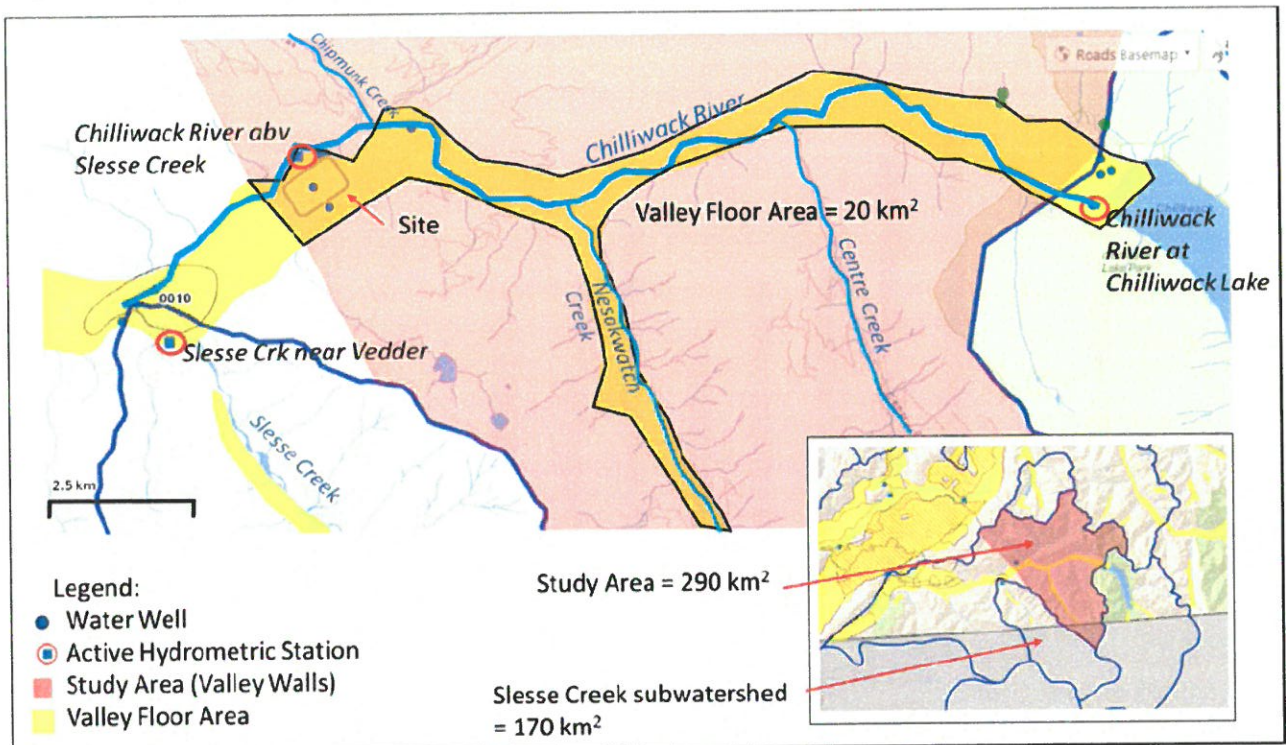 Roads Basemap
Chipmunk Creek
Chilliwack River abv
Slesse Creek
Chilliwack River
Site
Valley Floor Area = 20 km²
Chilliwack
River at
Chilliwack Lake
Centre Creek
Nesakwatch
Creek
0010
Slesse Crk near Vedder
Slesse Creek
2.5 km
Legend:
Water Well
Active Hydrometric Station
Study Area (Valley Walls)
Valley Floor Area
Study Area = 290 km²
Slesse Creek subwatershed
= 170 km²